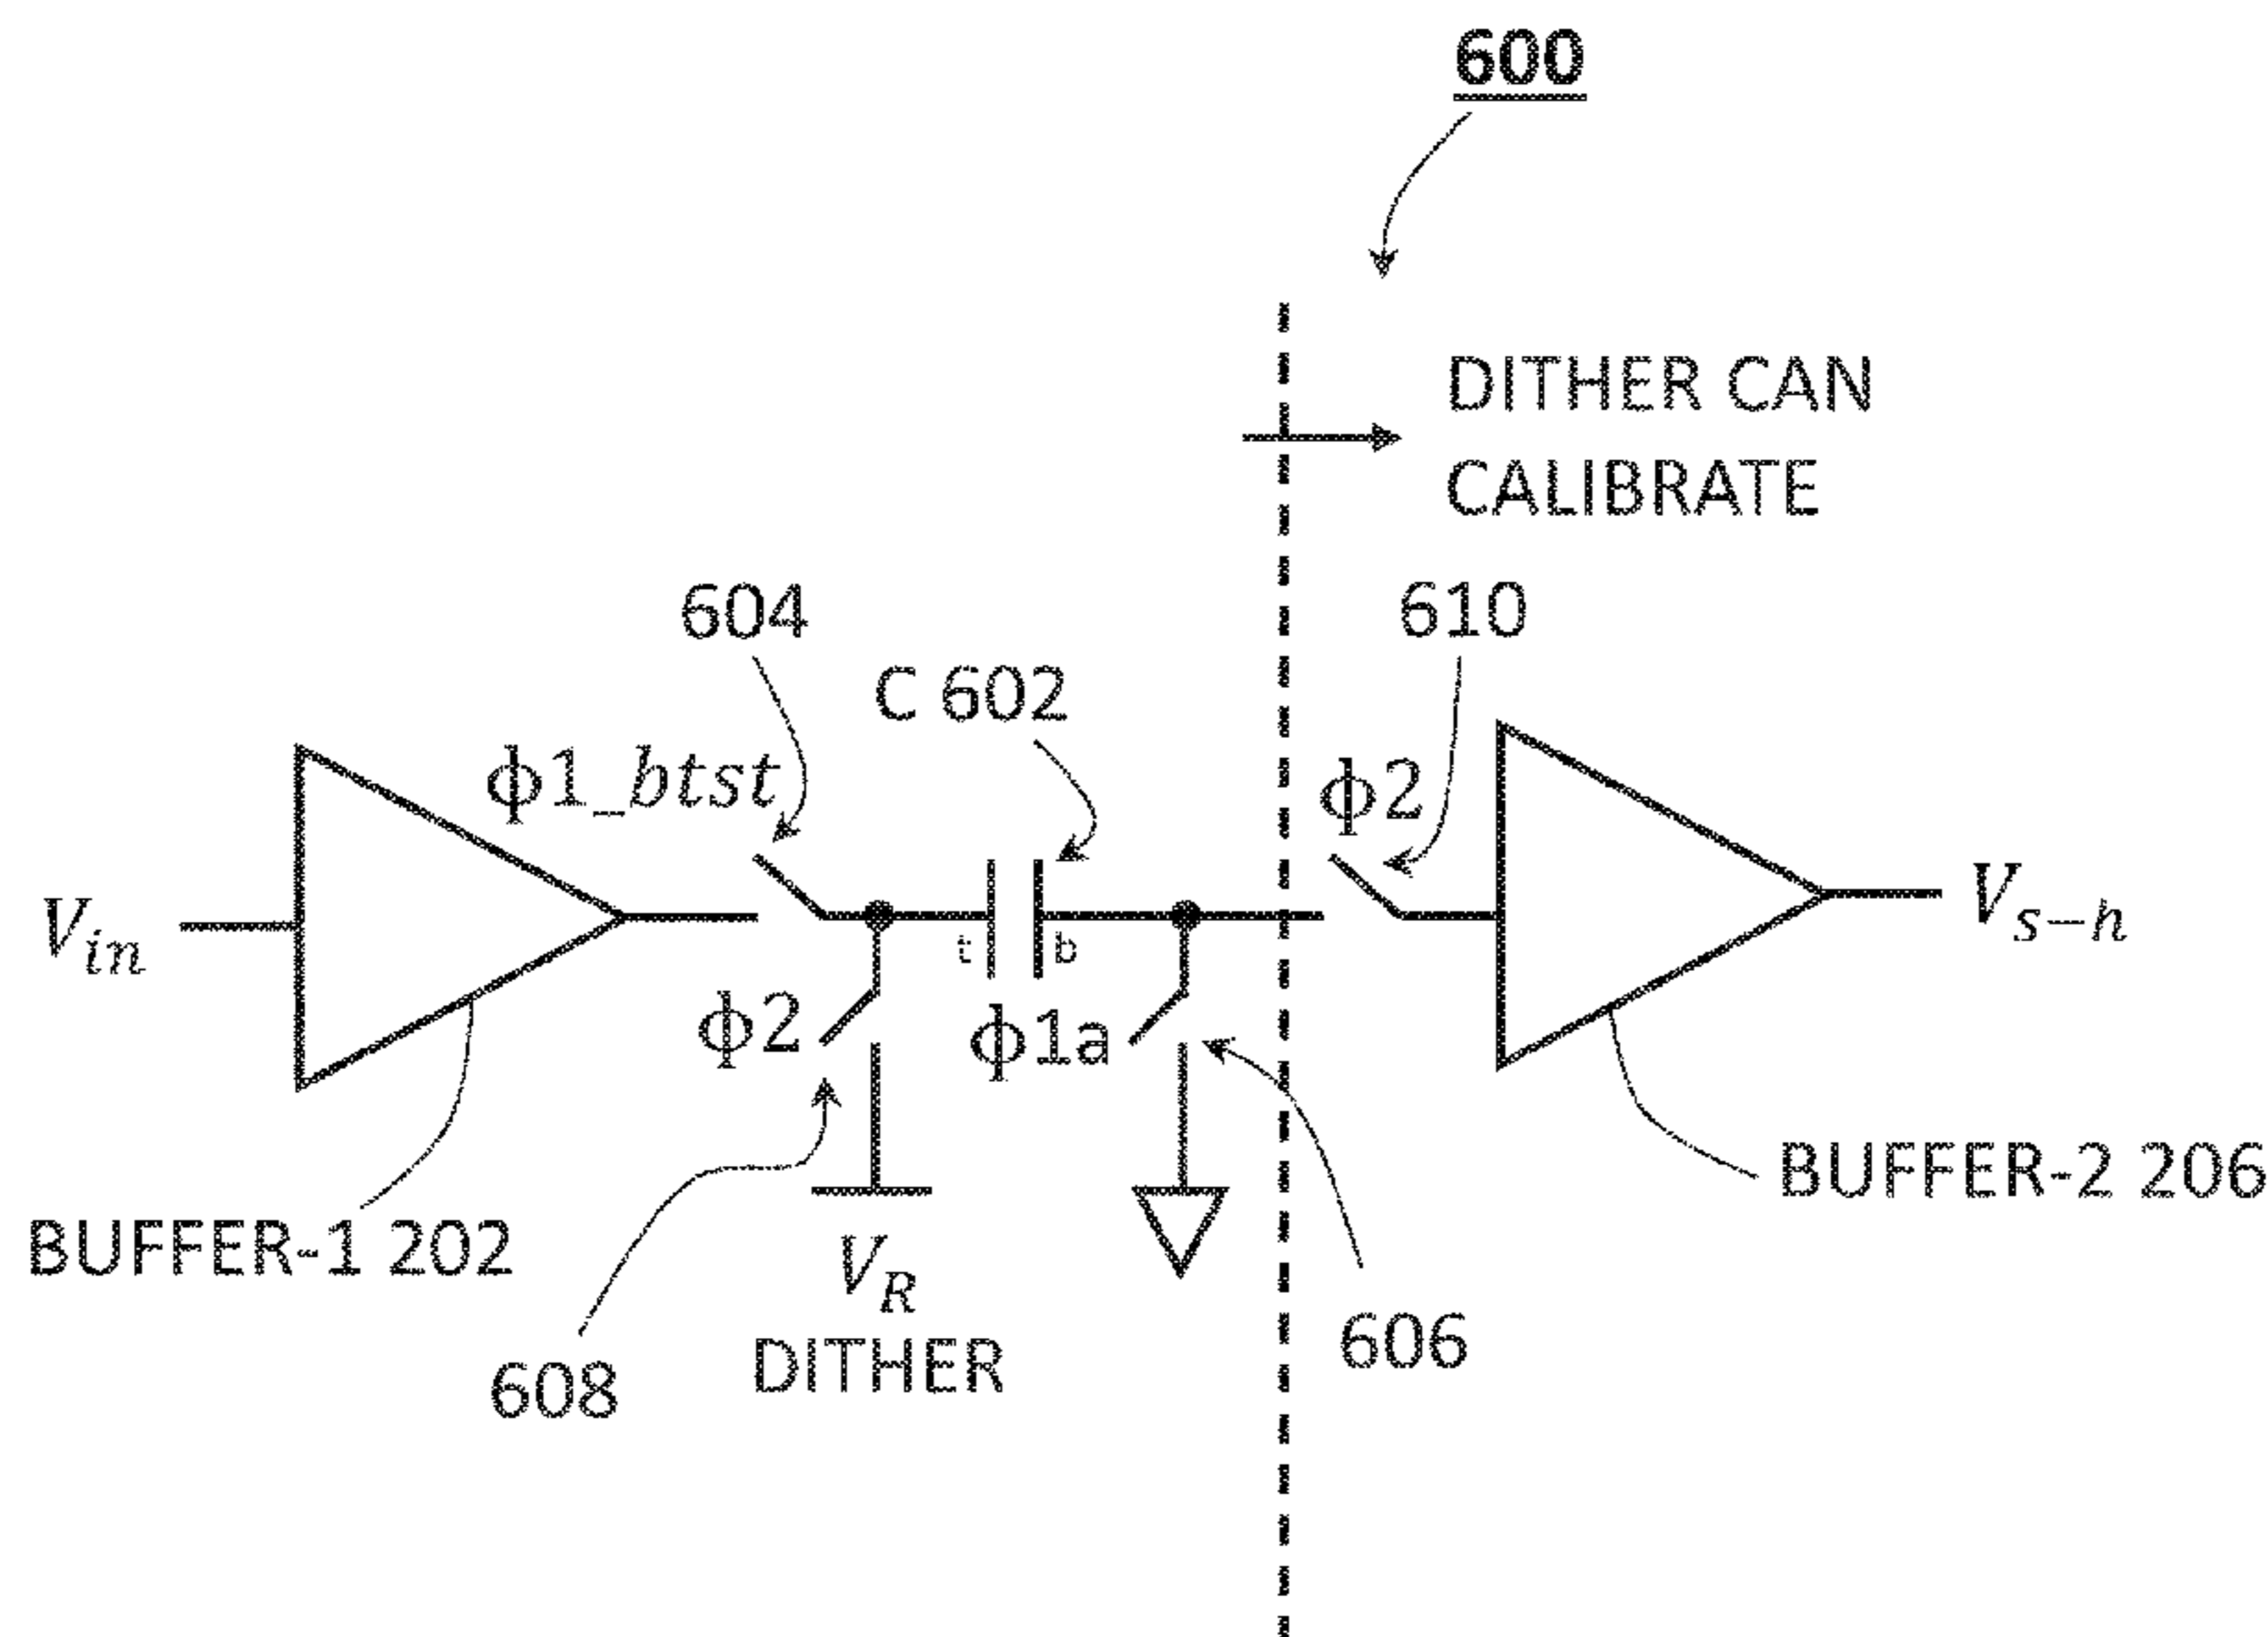 600
DITHER CAN
CALIBRATE
604
610
C 602
ϕ1_btst
ϕ2
V_in
t
b
V_s−h
ϕ2
ϕ1a
BUFFER-1 202
BUFFER-2 206
V_R
DITHER
608
606